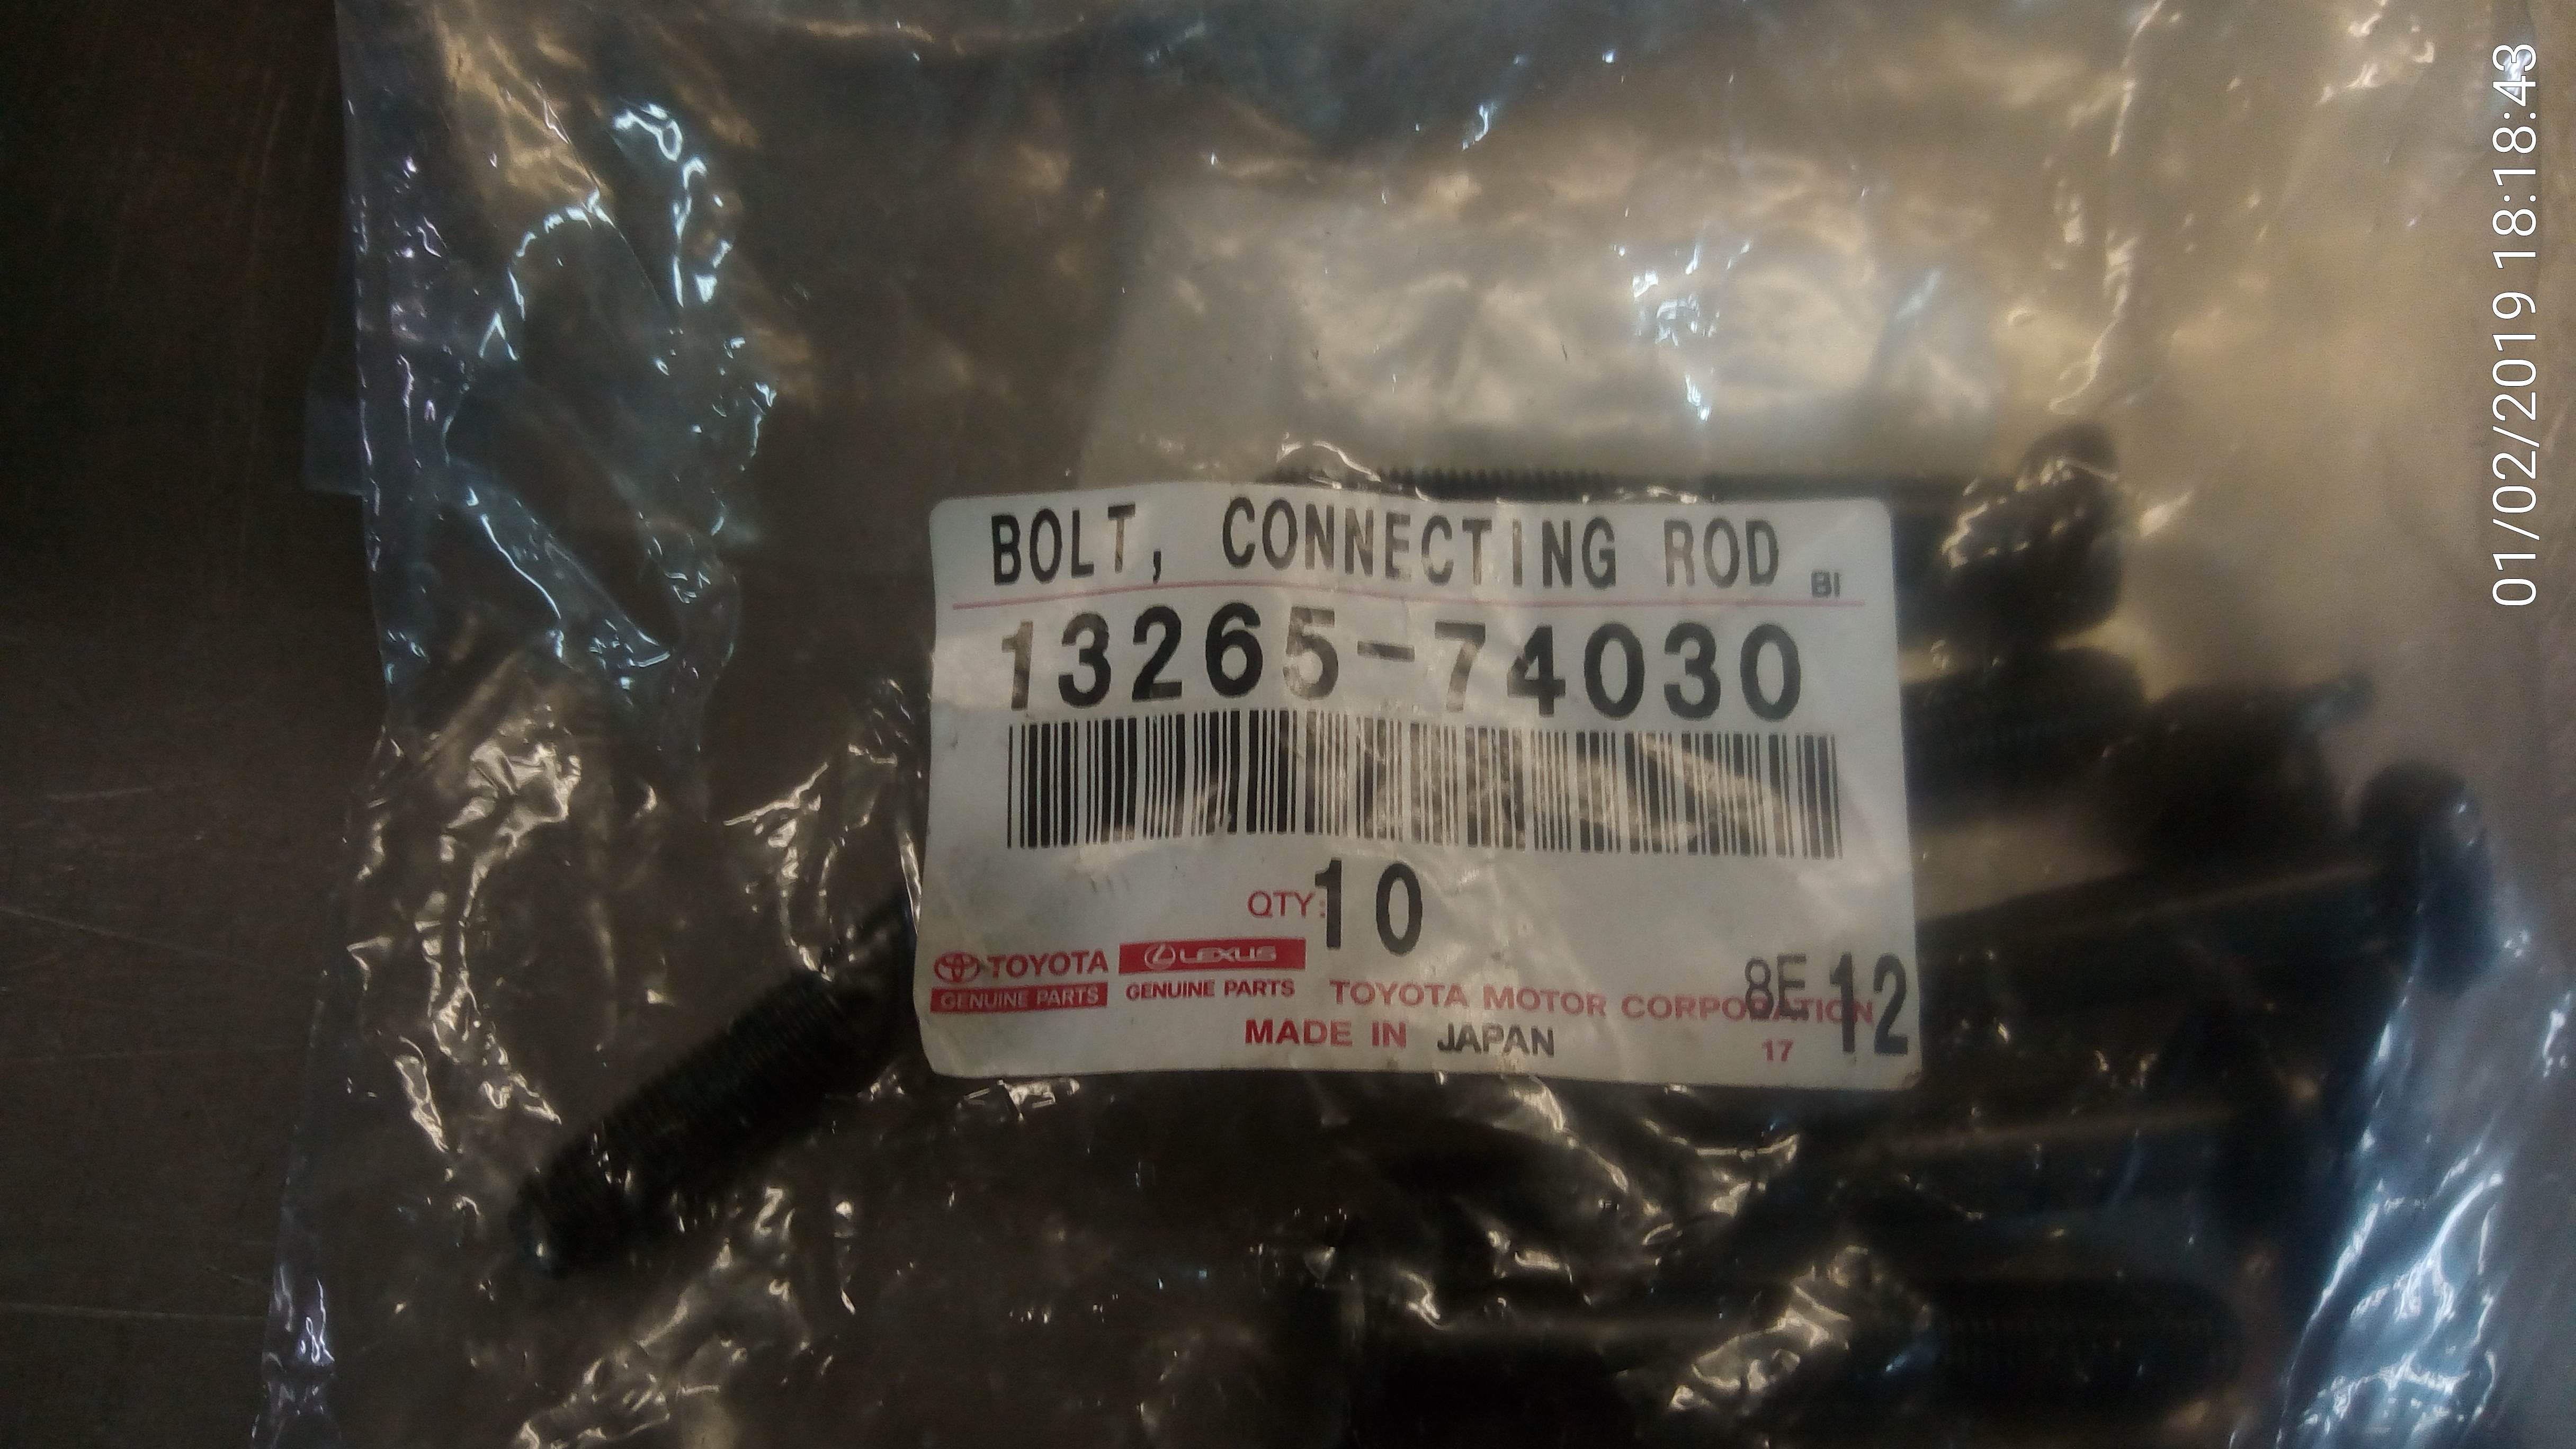 BOLT, CONNECTING ROD BI
13265-74030
QTY: 10
TOYOTA LEXUS
GENUINE PARTS GENUINE PARTS TOYOTA MOTOR CORPORATION 8E 12
MADE IN JAPAN 17
01/02/2019 18:18:43